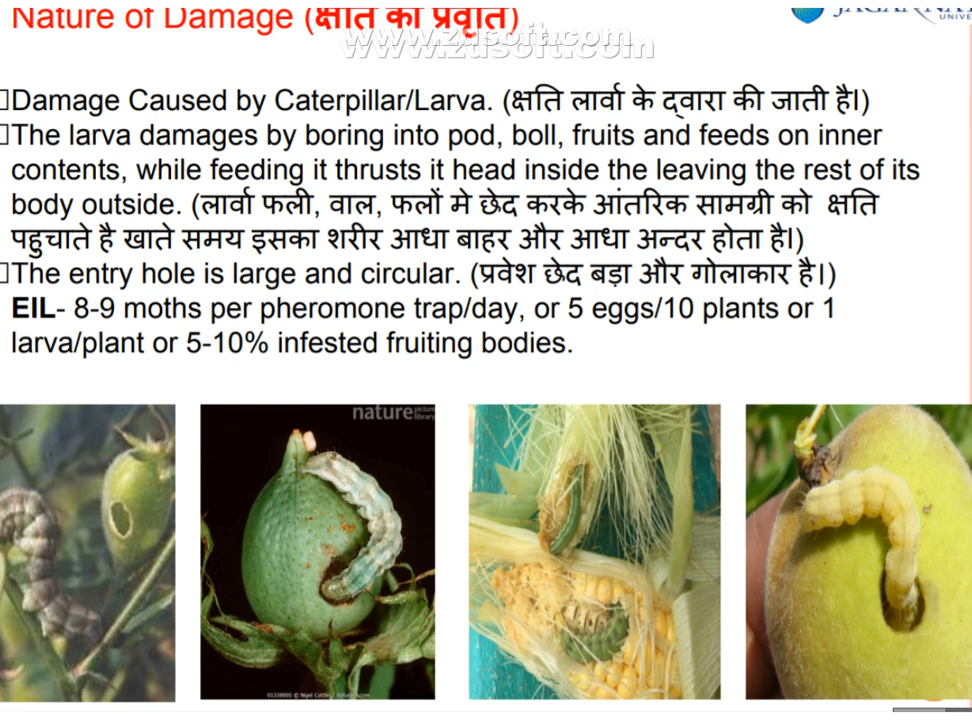 Nature of Damage (क्षति की प्रवृति)
www.zdsoft.com
JAGANNA
UNIVE
Damage Caused by Caterpillar/Larva. (क्षति लार्वा के द्वारा की जाती है।)
The larva damages by boring into pod, boll, fruits and feeds on inner
contents, while feeding it thrusts it head inside the leaving the rest of its
body outside. (लार्वा फली, वाल, फलों मे छेद करके आंतरिक सामग्री को क्षति
पहुचाते है खाते समय इसका शरीर आधा बाहर और आधा अन्दर होता है।)
The entry hole is large and circular. (प्रवेश छेद बड़ा और गोलाकार है।)
EIL- 8-9 moths per pheromone trap/day, or 5 eggs/10 plants or 1
larva/plant or 5-10% infested fruiting bodies.
nature picture library